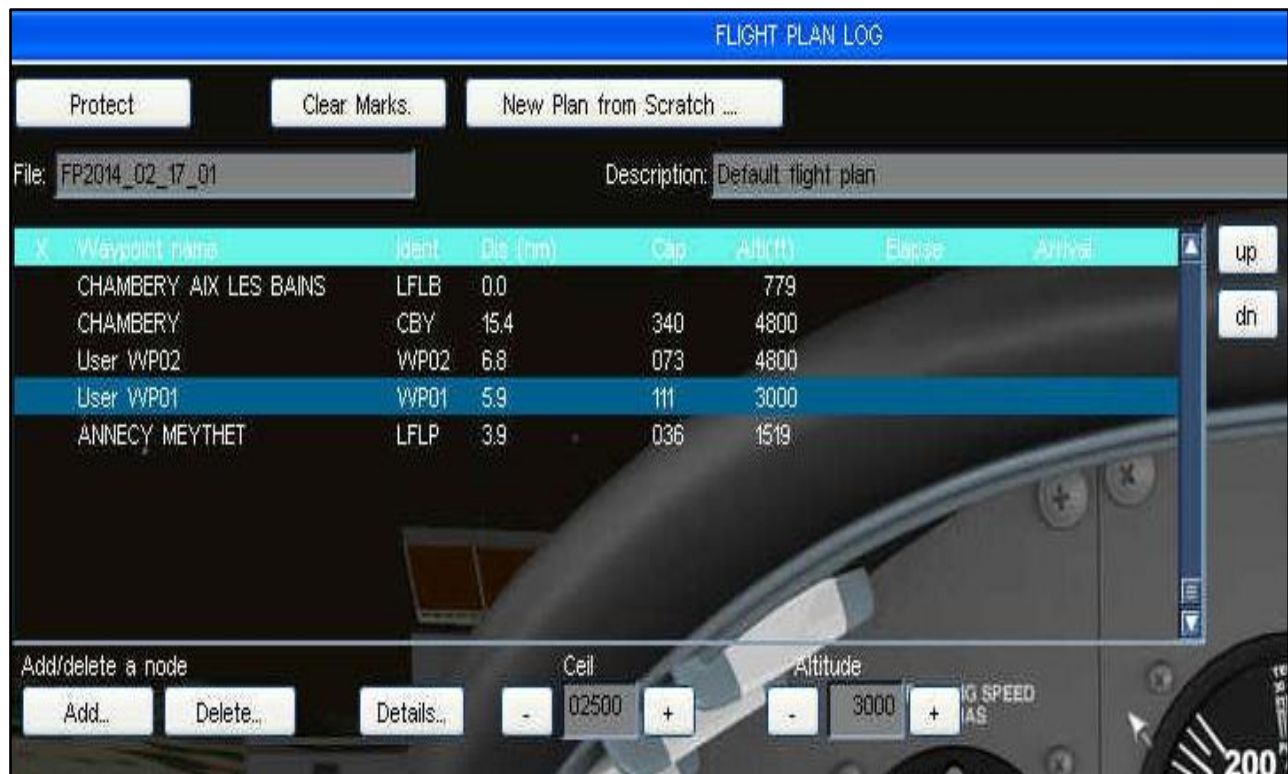 FLIGHT PLAN LOG
Protect Clear Marks. New Plan from Scratch ....
File: FP2014_02_17_01 Description: Default flight plan
X Waypoint name Ident Dis (nm) Cap Alti(ft) Elapse Arrival
up
CHAMBERY AIX LES BAINS LFLB 0.0 779
dn
CHAMBERY CBY 15.4 340 4800
User WP02 WP02 6.8 073 4800
User WP01 WP01 5.9 111 3000
ANNECY MEYTHET LFLP 3.9 036 1519
Add/delete a node Ceil Altitude
Add... Delete... Details... - 02500 + - 3000 +
G SPEED
AS
200